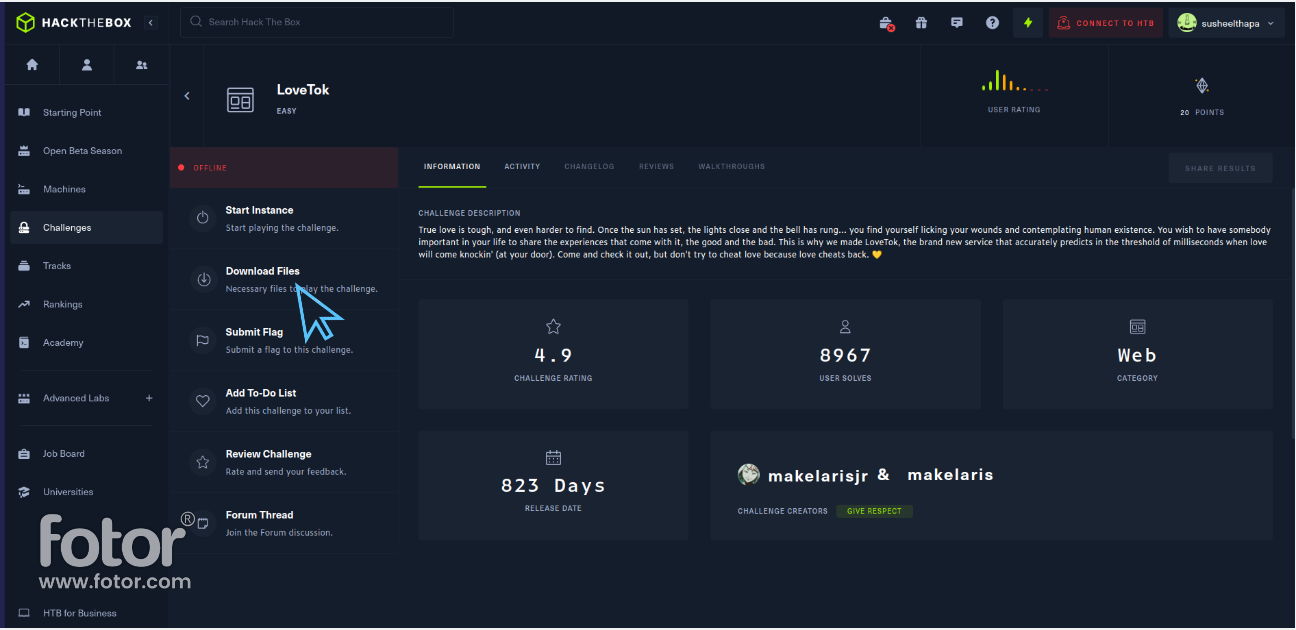 HACKTHEBOX
Search Hack The Box
CONNECT TO HTB
susheelthapa
Starting Point
Open Beta Season
Machines
Challenges
Tracks
Rankings
Academy
Advanced Labs +
Job Board
Universities
HTB for Business
LoveTok
EASY
USER RATING
20 POINTS
OFFLINE
Start Instance
Start playing the challenge.
Download Files
Necessary files to play the challenge.
Submit Flag
Submit a flag to this challenge.
Add To-Do List
Add this challenge to your list.
Review Challenge
Rate and send your feedback.
Forum Thread
Join the Forum discussion.
INFORMATION ACTIVITY CHANGELOG REVIEWS WALKTHROUGHS
SHARE RESULTS
CHALLENGE DESCRIPTION
True love is tough, and even harder to find. Once the sun has set, the lights close and the bell has rung... you find yourself licking your wounds and contemplating human existence. You wish to have somebody
important in your life to share the experiences that come with it, the good and the bad. This is why we made LoveTok, the brand new service that accurately predicts in the threshold of milliseconds when love
will come knockin' (at your door). Come and check it out, but don't try to cheat love because love cheats back. 💛
4.9
CHALLENGE RATING
8967
USER SOLVES
Web
CATEGORY
823 Days
RELEASE DATE
makelarisjr & makelaris
CHALLENGE CREATORS GIVE RESPECT
fotor®
www.fotor.com